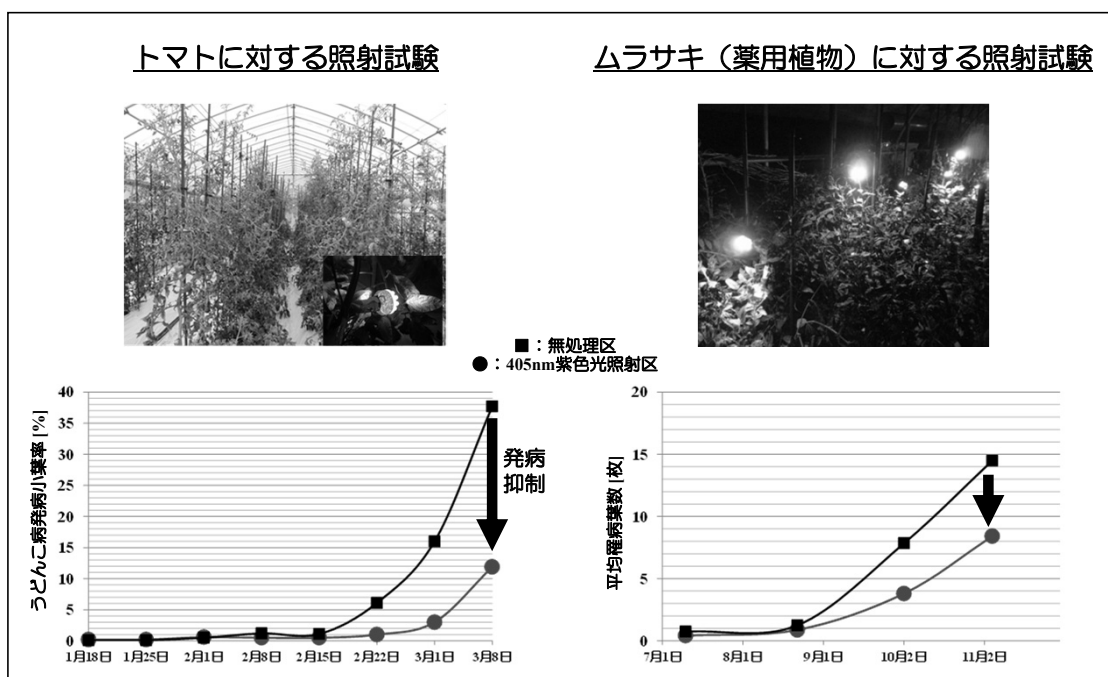 トマトに対する照射試験
ムラサキ（薬用植物）に対する照射試験
■：無処理区
●：405nm紫色光照射区
うどんこ病発病小葉率 [%]
40
35
30
25
20
15
10
5
0
1月18日 1月25日 2月1日 2月8日 2月15日 2月22日 3月1日 3月8日
発病
抑制
平均罹病葉数 [枚]
20
15
10
5
0
7月1日 8月1日 9月1日 10月2日 11月2日